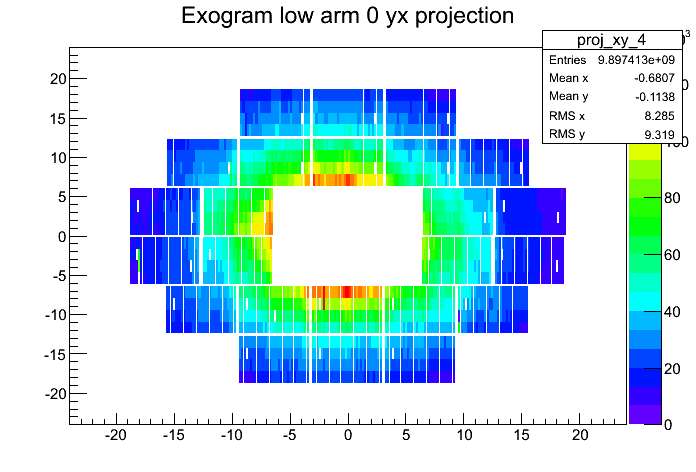 Exogram low arm 0 yx projection
proj_xy_4
Entries 9.897413e+09
Mean x -0.6807
Mean y -0.1138
RMS x 8.285
RMS y 9.319
3
20
15
10
5
0
-5
-10
-15
-20
-20 -15 -10 -5 0 5 10 15 20
80
60
40
20
0